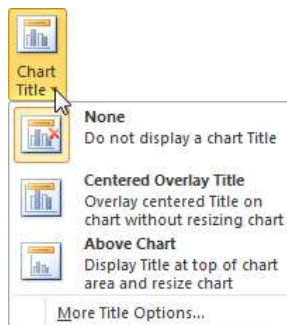 Chart
Title
None
Do not display a chart Title
Centered Overlay Title
Overlay centered Title on
chart without resizing chart
Above Chart
Display Title at top of chart
area and resize chart
More Title Options...